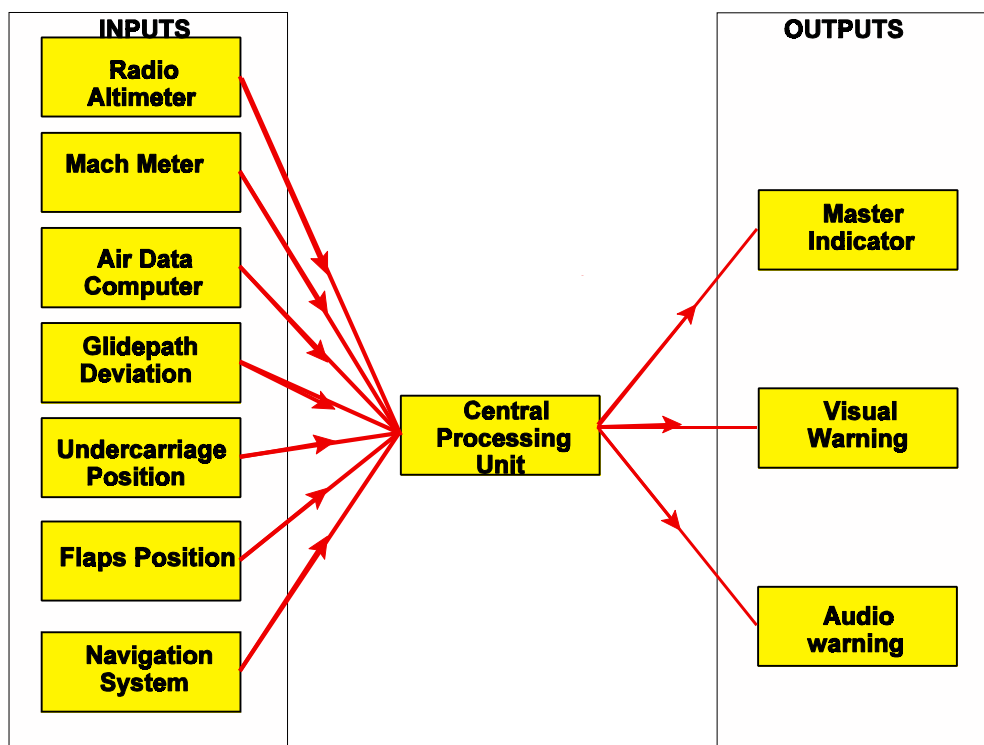 INPUTS
Radio
Altimeter
Mach Meter
Air Data
Computer
Glidepath
Deviation
Undercarriage
Position
Flaps Position
Navigation
System
Central
Processing
Unit
OUTPUTS
Master
Indicator
Visual
Warning
Audio
warning